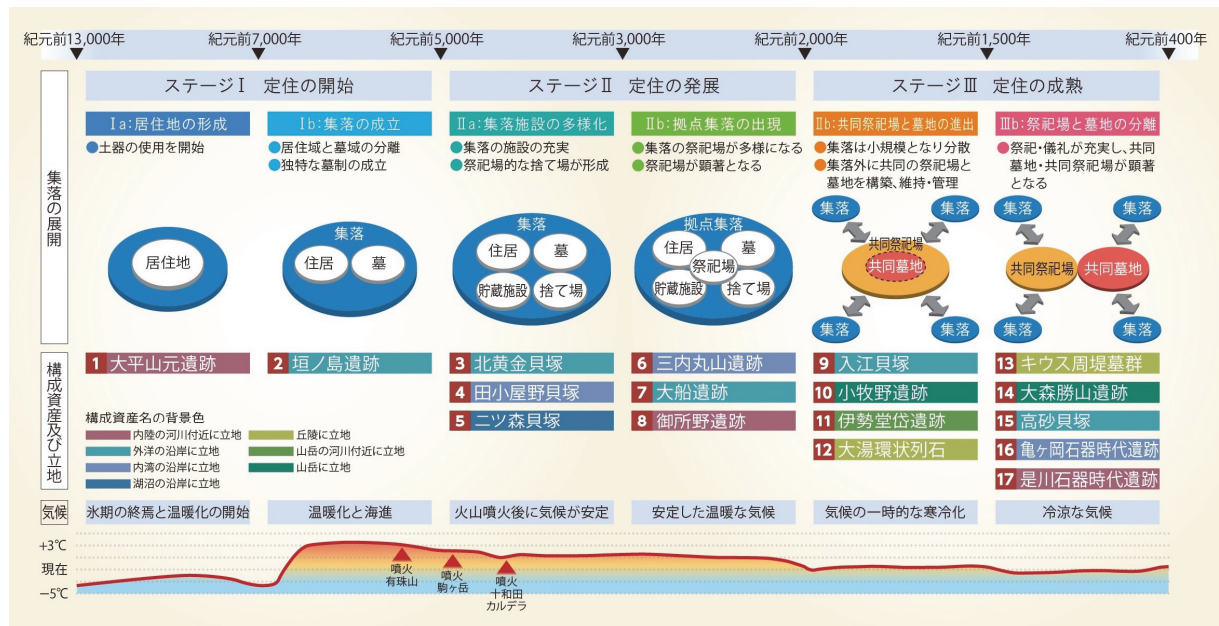 紀元前13,000年
紀元前7,000年
紀元前5,000年
紀元前3,000年
紀元前2,000年
紀元前1,500年
紀元前400年
集落の展開
ステージⅠ 定住の開始
ステージⅡ 定住の発展
ステージⅢ 定住の成熟
Ⅰa:居住地の形成
●土器の使用を開始
居住地
Ⅰb:集落の成立
●居住域と墓域の分離
●独特な墓制の成立
集落
住居
墓
Ⅱa:集落施設の多様化
●集落の施設の充実
●祭祀場的な捨て場が形成
集落
住居
墓
貯蔵施設
捨て場
Ⅱb:拠点集落の出現
●集落の祭祀場が多様になる
●祭祀場が顕著となる
拠点集落
住居
墓
祭祀場
貯蔵施設
捨て場
Ⅱb:共同祭祀場と墓地の進出
●集落は小規模となり分散
●集落外に共同の祭祀場と
墓地を構築、維持・管理
集落
集落
共同祭祀場
共同墓地
集落
集落
Ⅲb:祭祀場と墓地の分離
●祭祀・儀礼が充実し、共同
墓地・共同祭祀場が顕著
となる
集落
集落
共同祭祀場
共同墓地
集落
集落
構成資産及び立地
1 大平山元遺跡
2 垣ノ島遺跡
3 北黄金貝塚
4 田小屋野貝塚
5 二ツ森貝塚
6 三内丸山遺跡
7 大船遺跡
8 御所野遺跡
9 入江貝塚
10 小牧野遺跡
11 伊勢堂岱遺跡
12 大湯環状列石
13 キウス周堤墓群
14 大森勝山遺跡
15 高砂貝塚
16 亀ヶ岡石器時代遺跡
17 是川石器時代遺跡
構成資産名の背景色
内陸の河川付近に立地
外洋の沿岸に立地
内湾の沿岸に立地
湖沼の沿岸に立地
丘陵に立地
山岳の河川付近に立地
山岳に立地
気候
氷期の終焉と温暖化の開始
温暖化と海進
火山噴火後に気候が安定
安定した温暖な気候
気候の一時的な寒冷化
冷涼な気候
+3℃
現在
−5℃
噴火
有珠山
噴火
駒ヶ岳
噴火
十和田
カルデラ